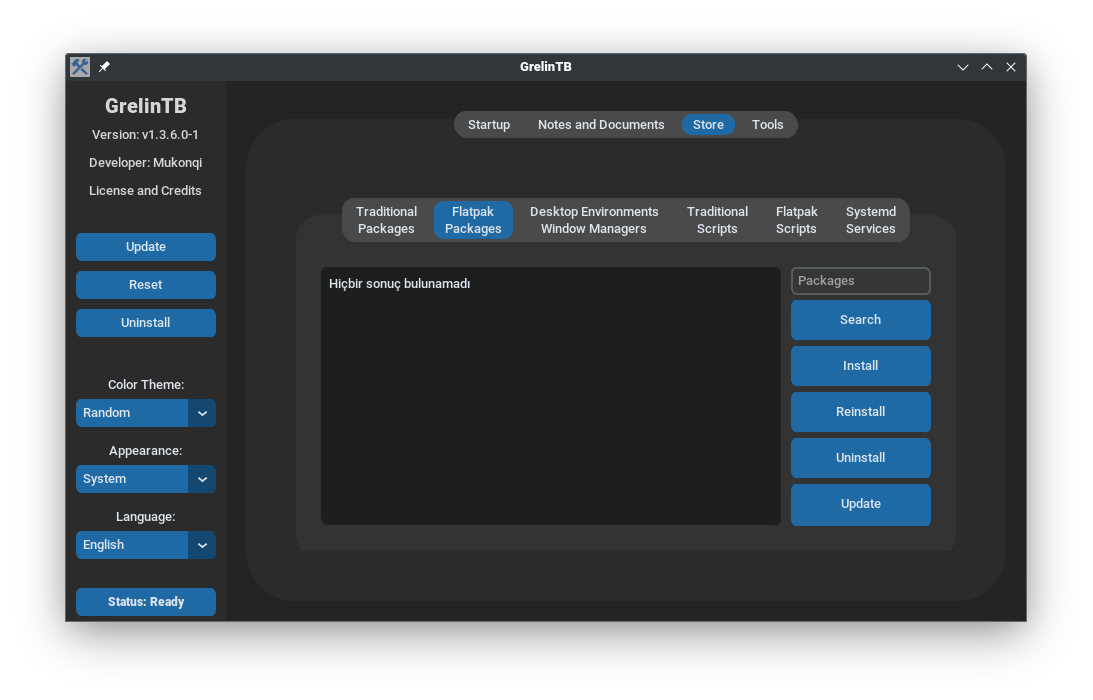 GrelinTB
GrelinTB
Version: v1.3.6.0-1
Developer: Mukonqi
License and Credits
Update
Reset
Uninstall
Color Theme:
Random
Appearance:
System
Language:
English
Status: Ready
Startup
Notes and Documents
Store
Tools
Traditional
Packages
Flatpak
Packages
Desktop Environments
Window Managers
Traditional
Scripts
Flatpak
Scripts
Systemd
Services
Hiçbir sonuç bulunamadı
Packages
Search
Install
Reinstall
Uninstall
Update